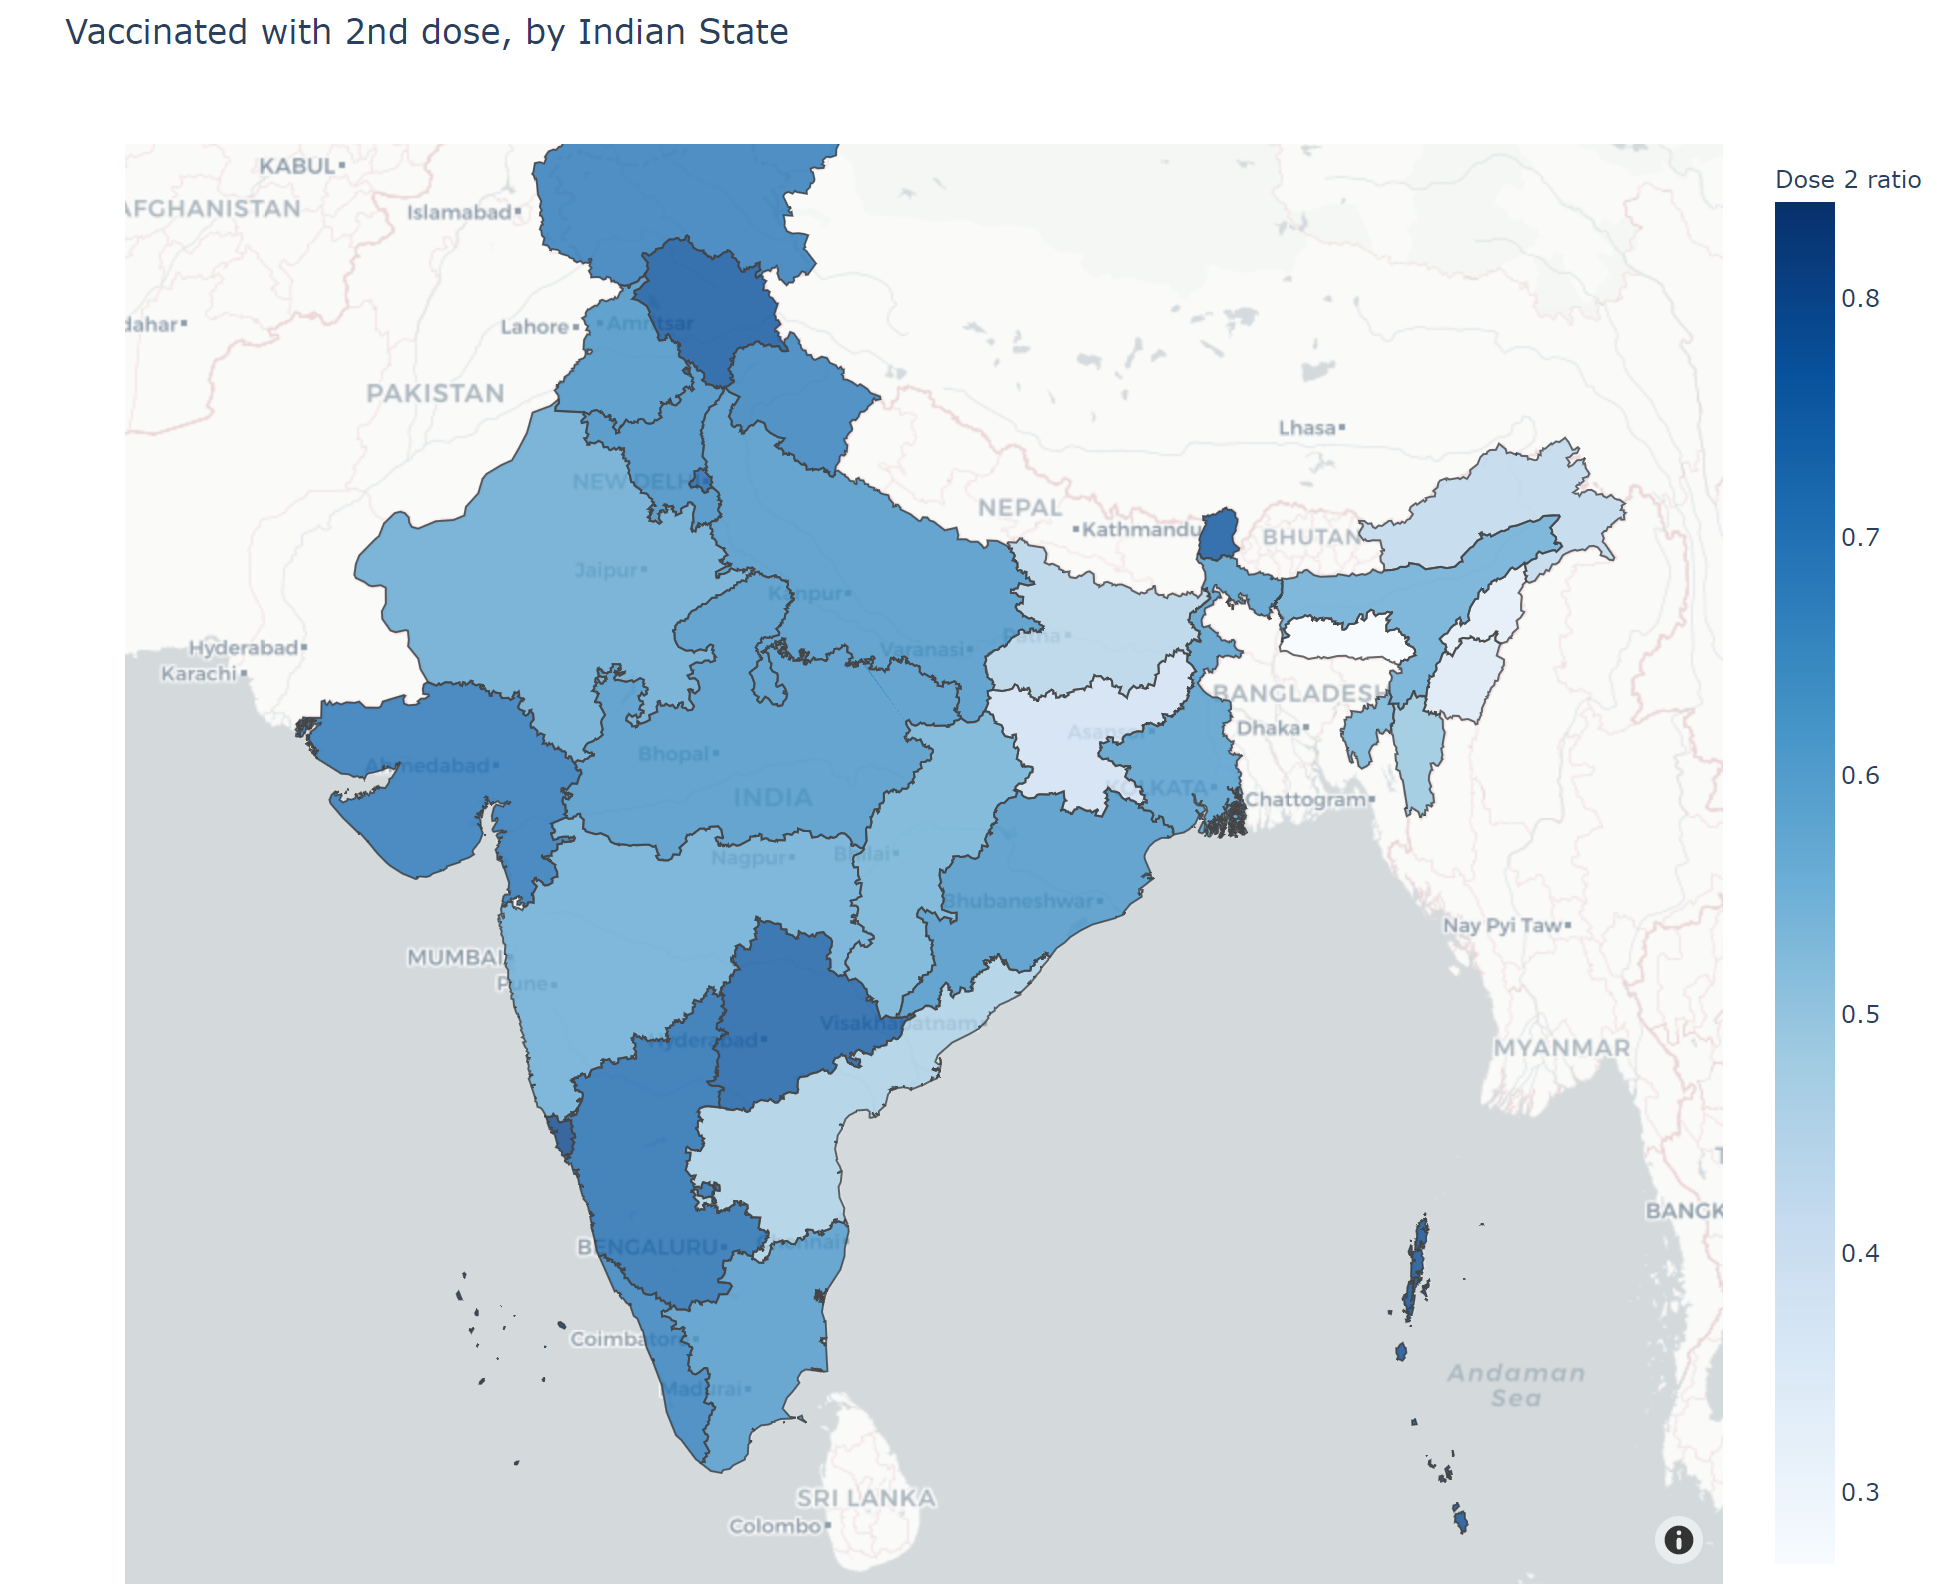 Vaccinated with 2nd dose, by Indian State
KABUL
AFGHANISTAN
Islamabad
Dose 2 ratio
0.8
dahar
Lahore
Amritsar
PAKISTAN
Lhasa
NEW DELHI
NEPAL
Kathmandu
BHUTAN
0.7
Jaipur
Kanpur
Patna
Hyderabad
Varanasi
Karachi
BANGLADESH
Asansol
Dhaka
Bhopal
Ahmedabad
0.6
INDIA
KOLKATA
Chattogram
Nagpur
Bhilai
Bhubaneshwar
Nay Pyi Taw
MUMBAI
Pune
0.5
Visakhapatnam
Hyderabad
MYANMAR
T
BANGK
BENGALURU
Chennai
0.4
Coimbatore
Andaman
Sea
Madurai
0.3
SRI LANKA
Colombo